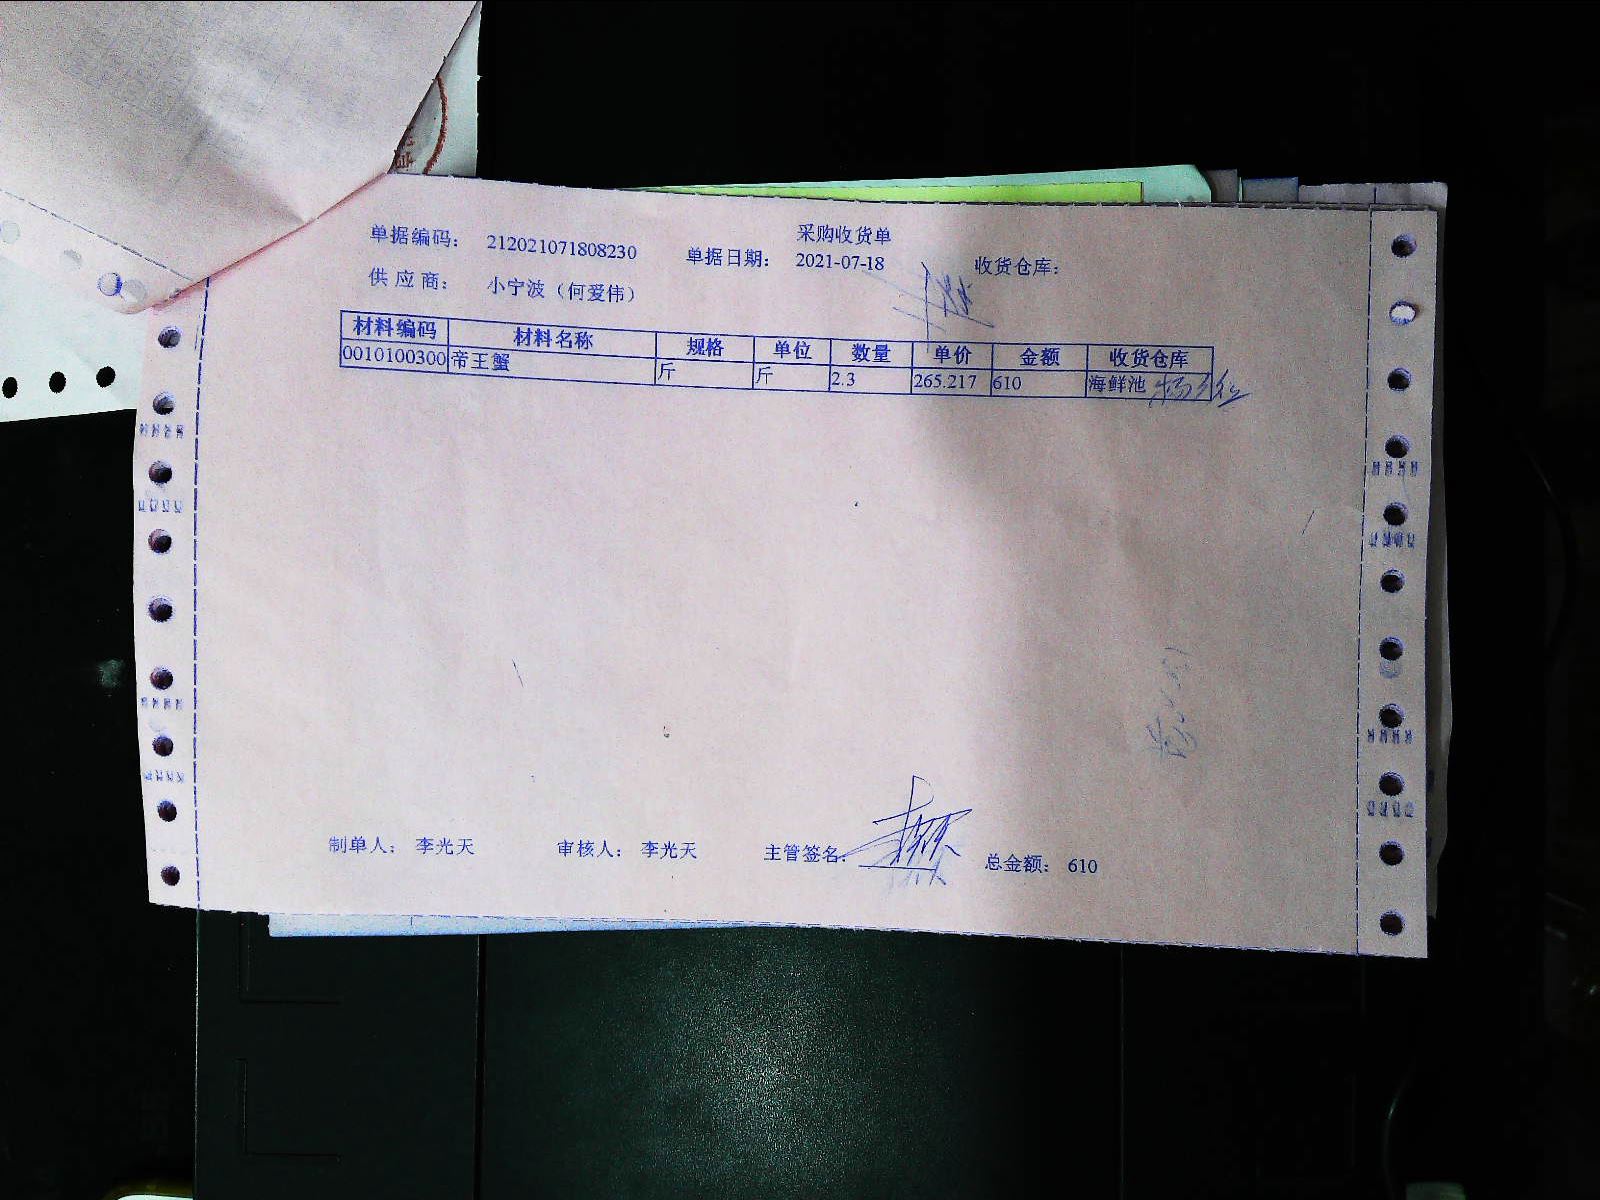 采购收货单
单据编码： 212021071808230 单据日期： 2021-07-18 收货仓库：
供 应 商： 小宁波（何爱伟）
材料编码 材料名称 规格 单位 数量 单价 金额 收货仓库
0010100300 帝王蟹 斤 斤 2.3 265.217 610 海鲜池
制单人： 李光天 审核人： 李光天 主管签名： 总金额： 610